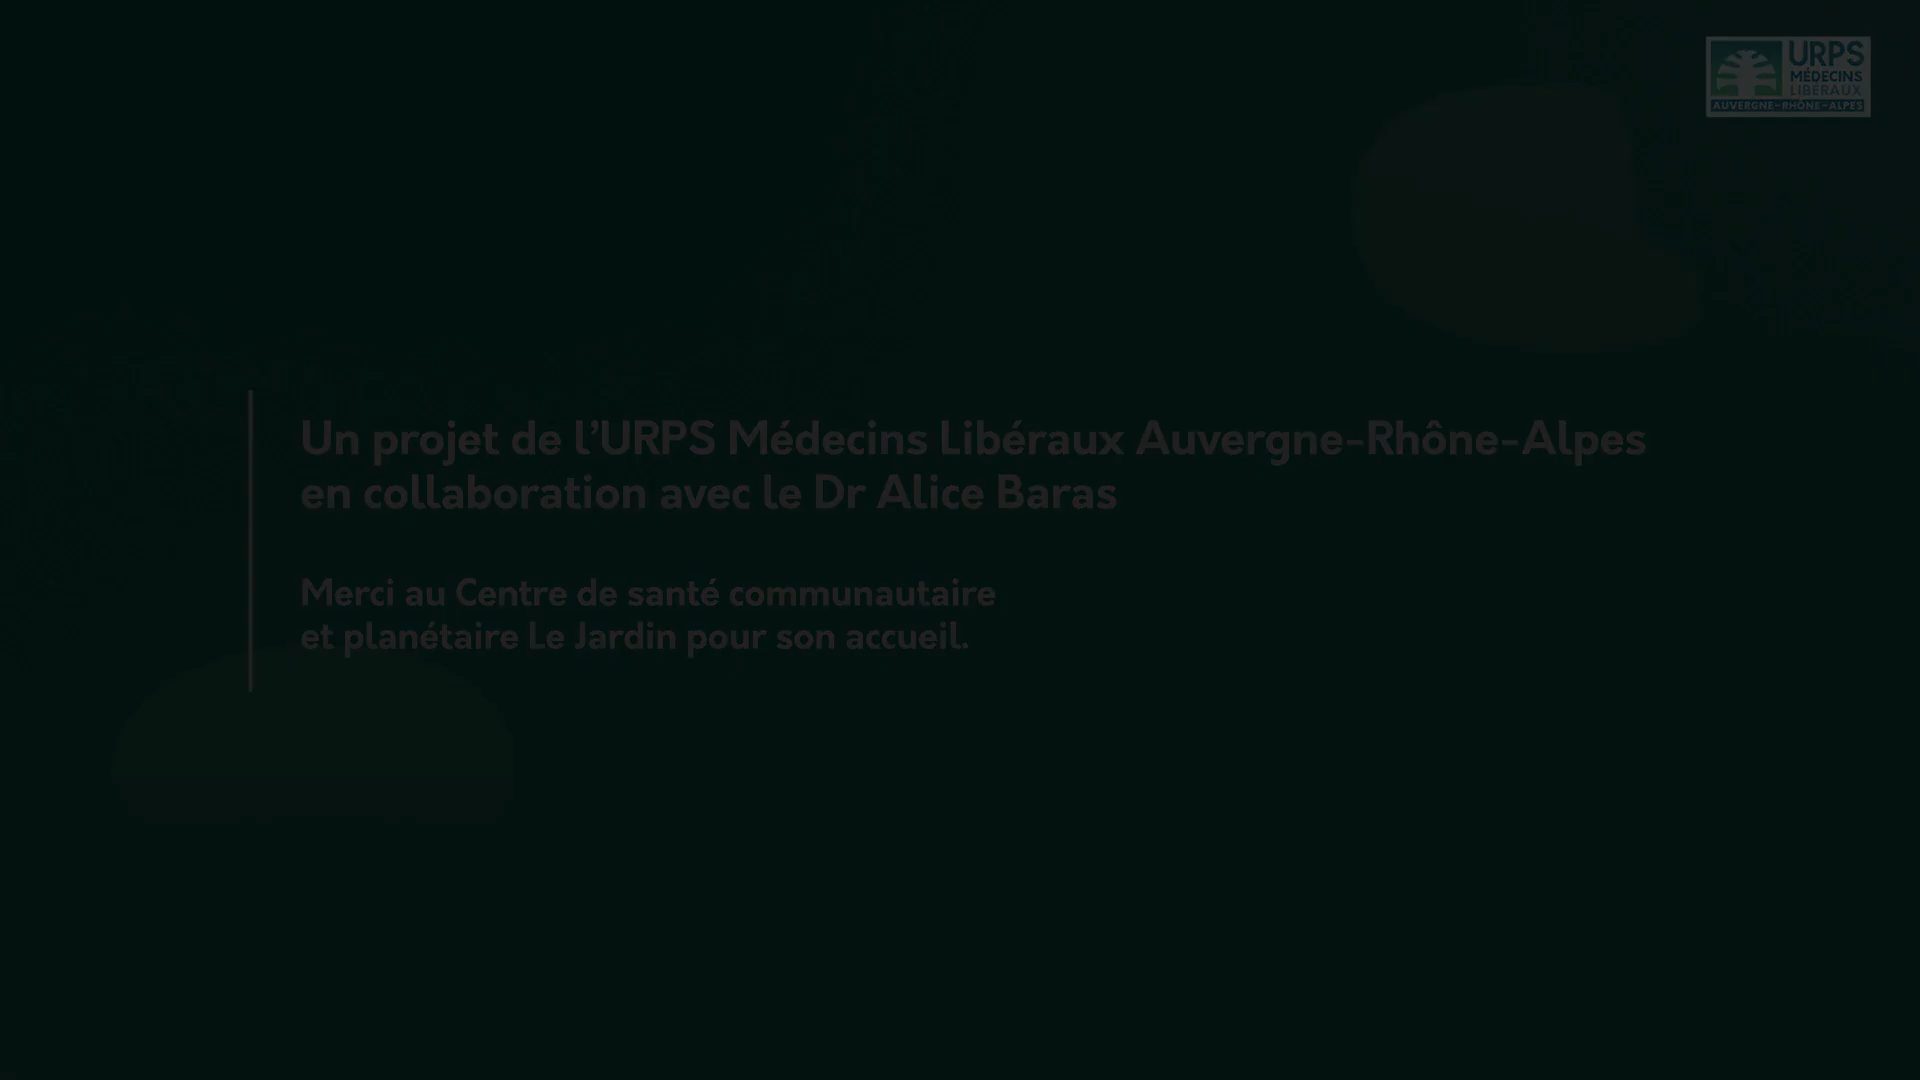 URPS
MÉDECINS
LIBÉRAUX
AUVERGNE-RHÔNE-ALPES
Un projet de l’URPS Médecins Libéraux Auvergne-Rhône-Alpes
en collaboration avec le Dr Alice Baras
Merci au Centre de santé communautaire
et planétaire Le Jardin pour son accueil.